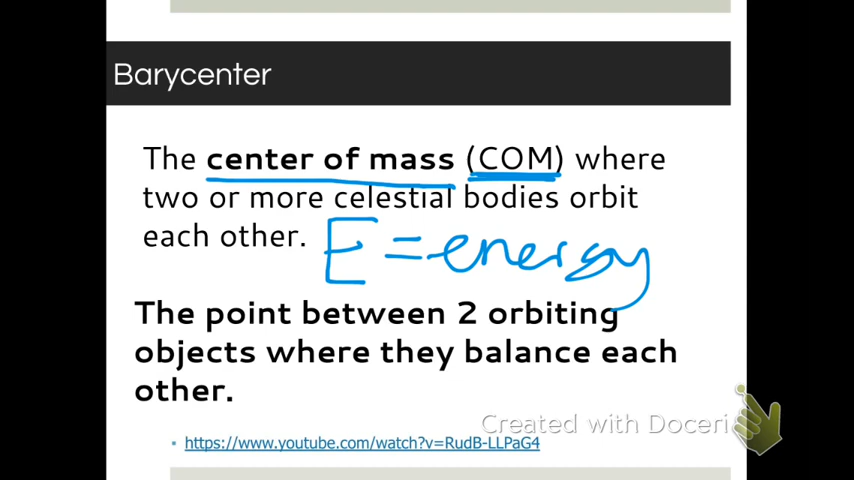 Barycenter
The center of mass (COM) where
two or more celestial bodies orbit
each other.
E = energy
The point between 2 orbiting
objects where they balance each
other.
Created with Doceri
https://www.youtube.com/watch?v=RudB-LLPaG4